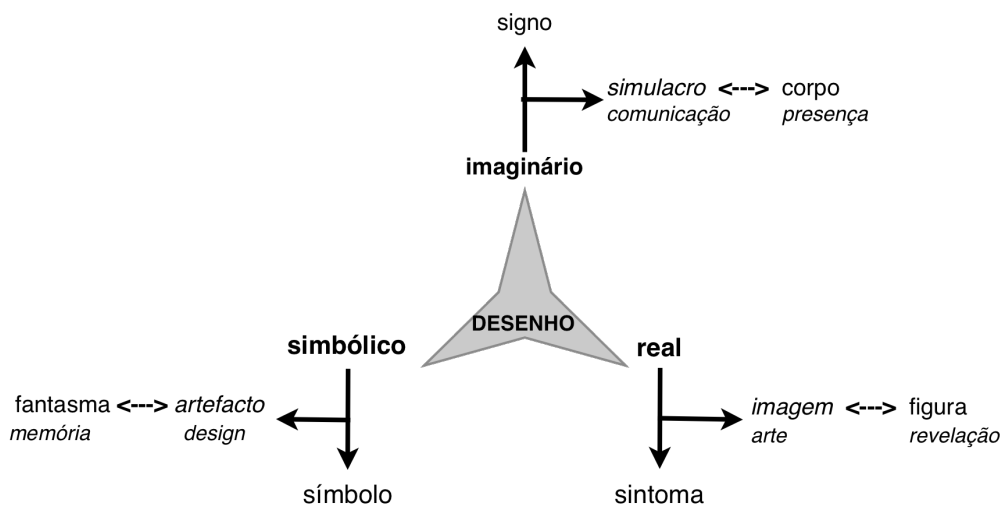 signo
simulacro <---> corpo
comunicação presença
imaginário
DESENHO
simbólico
real
fantasma <---> artefacto
memória design
imagem <---> figura
arte revelação
símbolo
sintoma